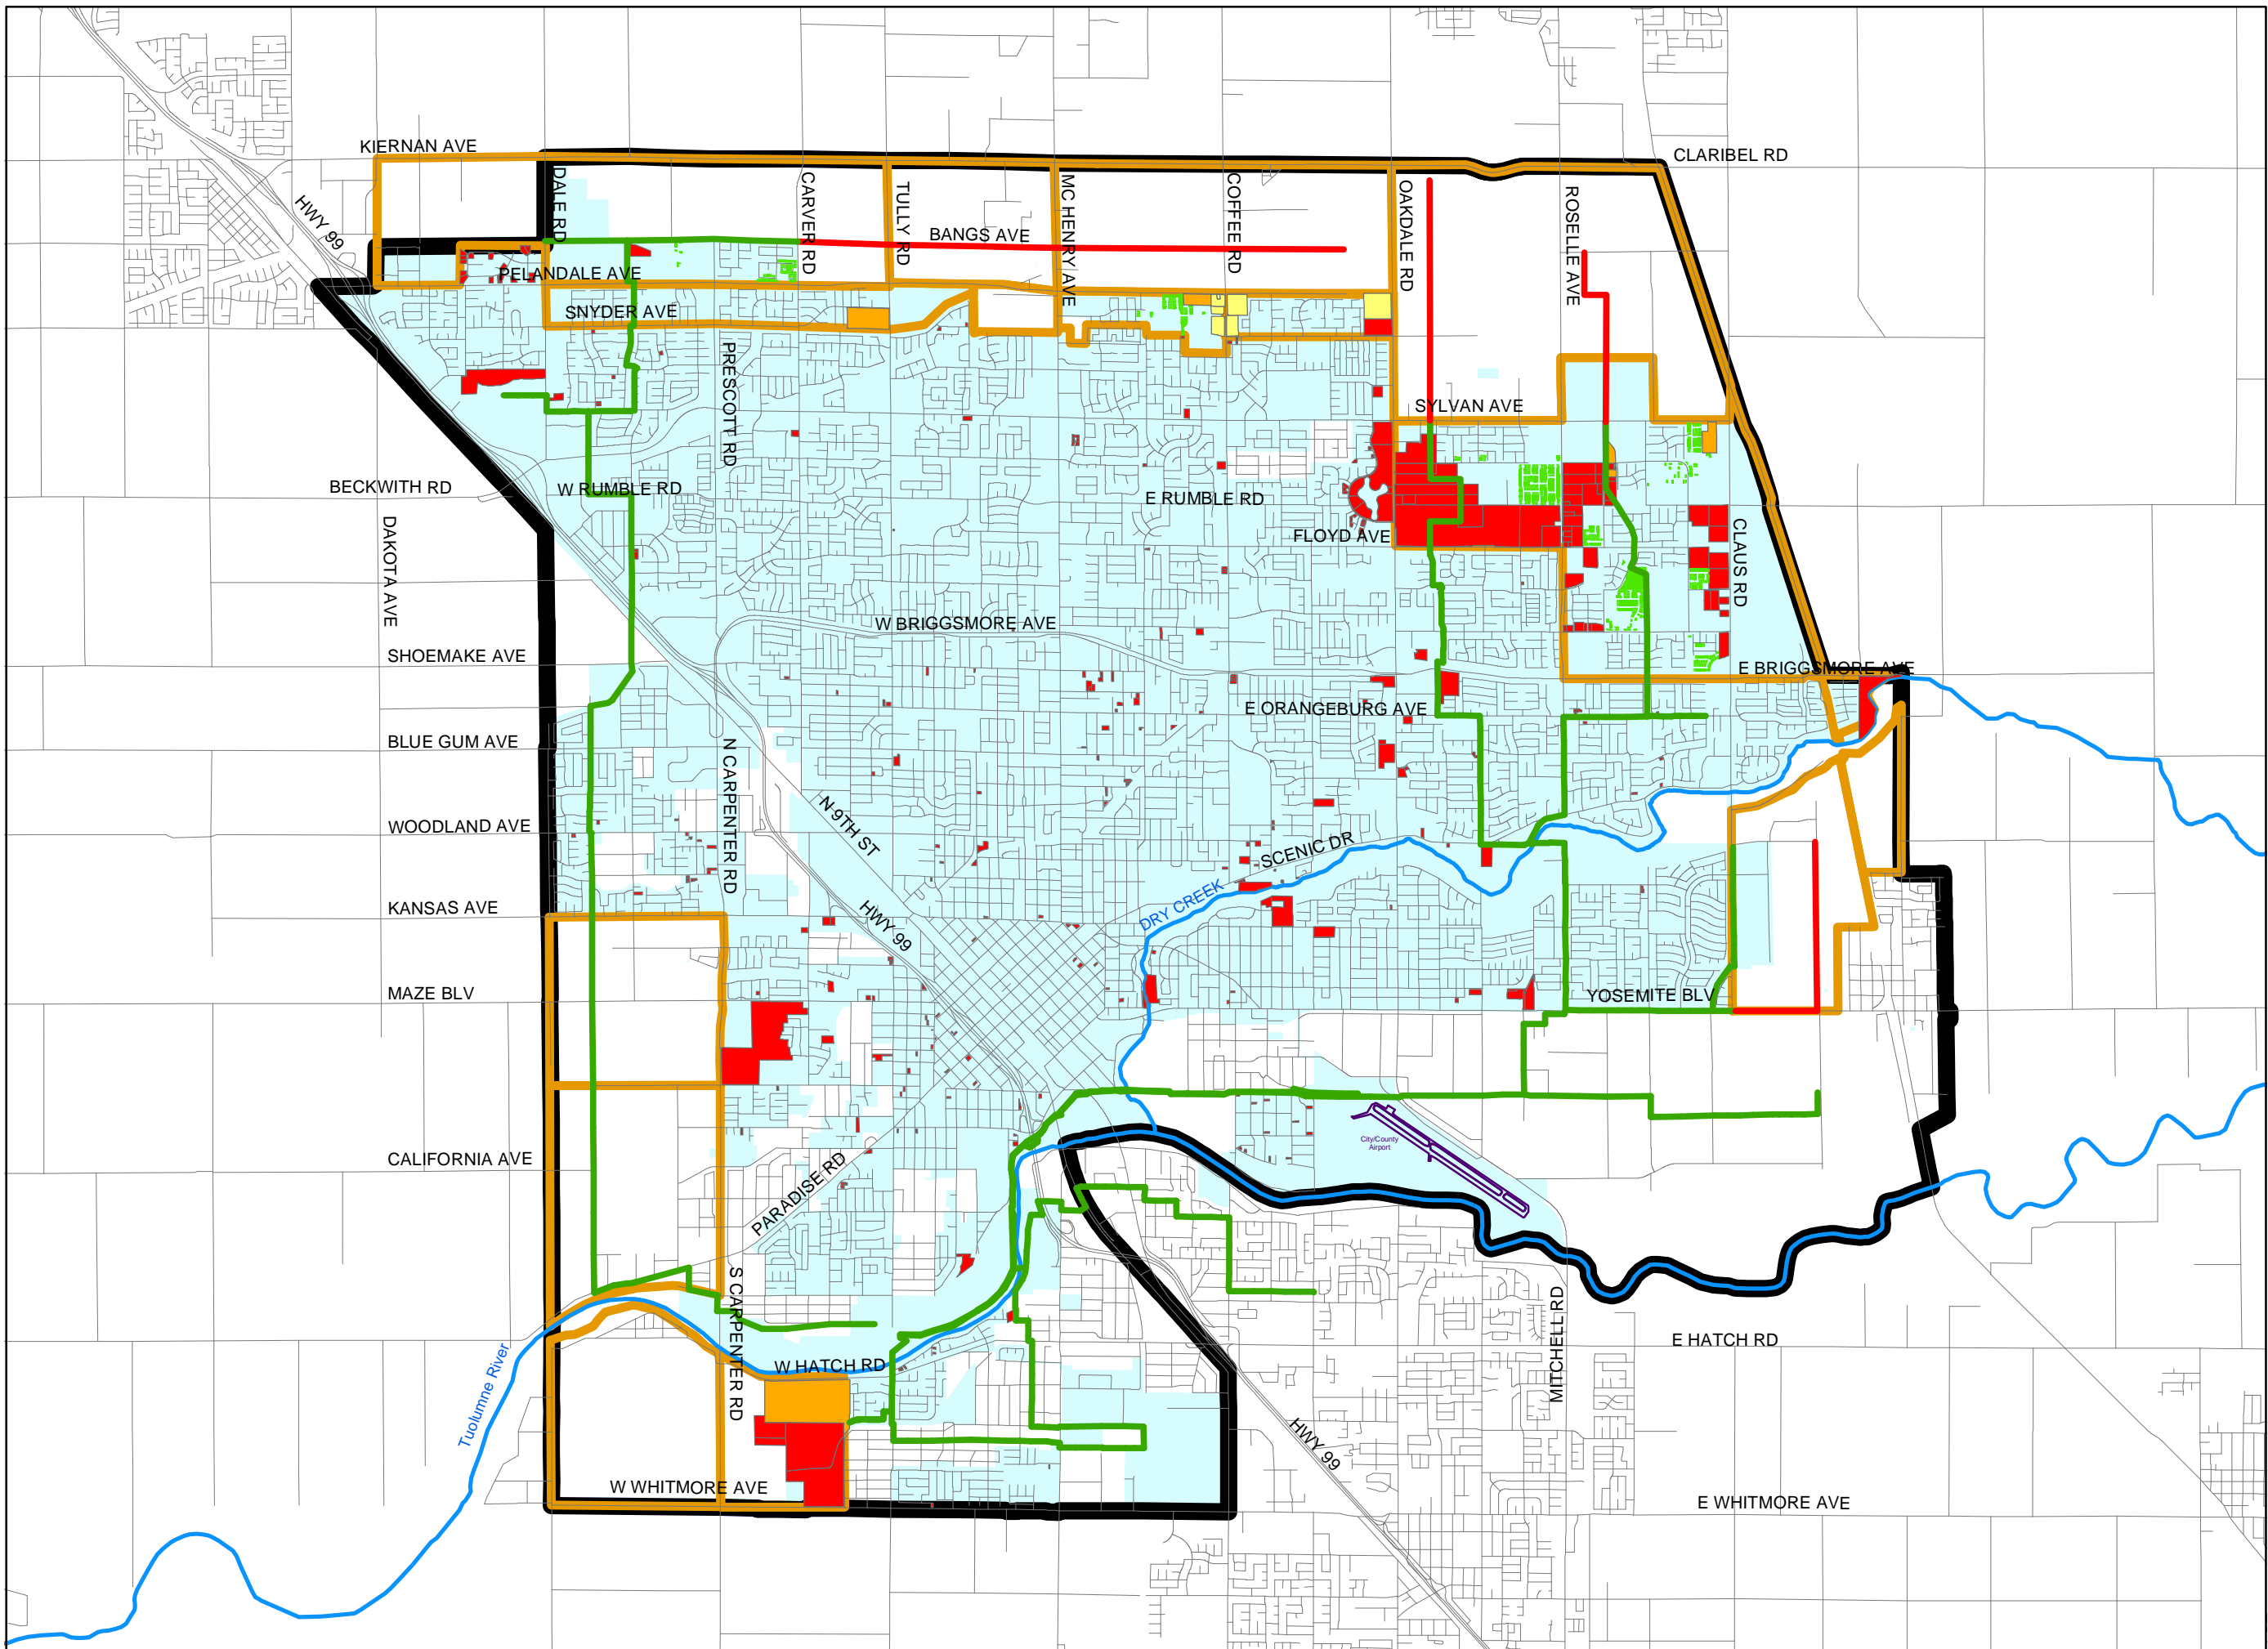 KIERNAN AVE
CLARIBEL RD
HWY 99
DALE RD
CARVER RD
TULLY RD
MC HENRY AVE
COFFEE RD
OAKDALE RD
ROSELLE AVE
BANGS AVE
PELANDALE AVE
SNYDER AVE
PRESCOTT RD
SYLVAN AVE
BECKWITH RD
W RUMBLE RD
E RUMBLE RD
FLOYD AVE
DAKOTA AVE
CLAUS RD
W BRIGGSMORE AVE
SHOEMAKE AVE
E BRIGGSMORE AVE
E ORANGEBURG AVE
BLUE GUM AVE
N CARPENTER RD
N 9TH ST
WOODLAND AVE
SCENIC DR
DRY CREEK
KANSAS AVE
HWY 99
MAZE BLV
YOSEMITE BLV
City/County
Airport
CALIFORNIA AVE
PARADISE RD
S CARPENTER RD
MITCHELL RD
E HATCH RD
W HATCH RD
Tuolumne River
HWY 99
W WHITMORE AVE
E WHITMORE AVE